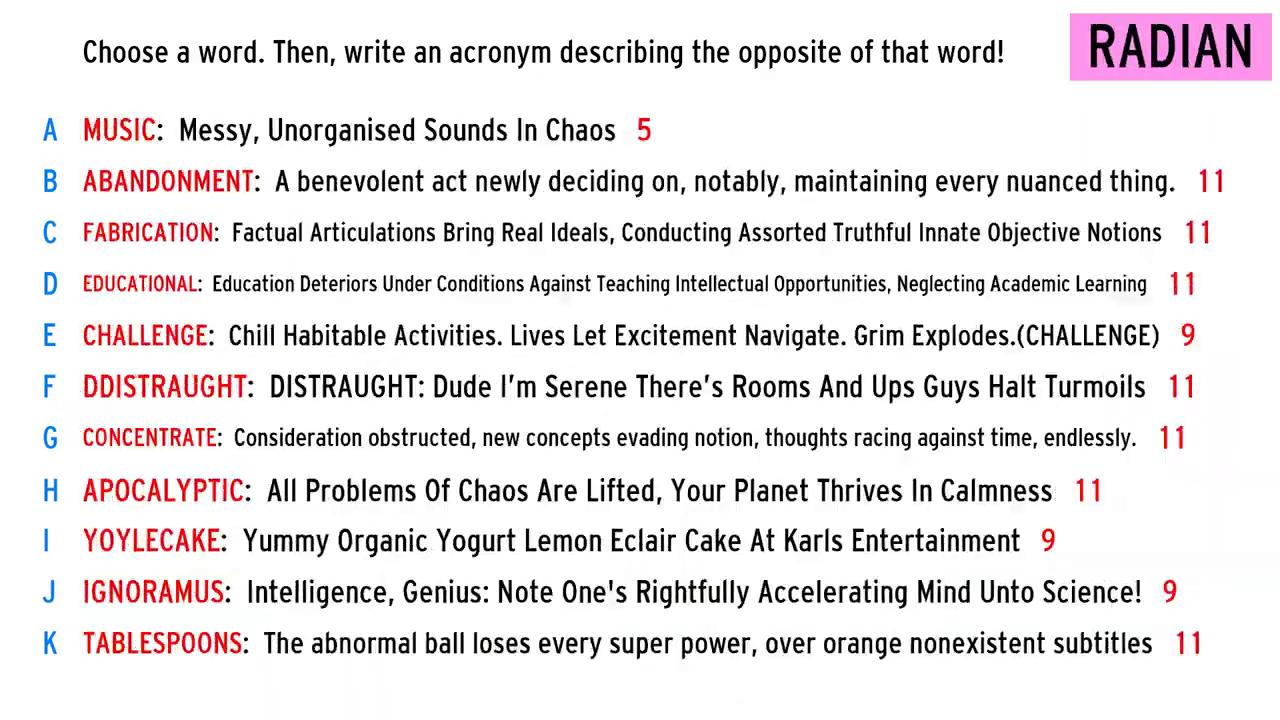 Choose a word. Then, write an acronym describing the opposite of that word!
RADIAN
A MUSIC: Messy, Unorganised Sounds In Chaos 5
B ABANDONMENT: A benevolent act newly deciding on, notably, maintaining every nuanced thing. 11
C FABRICATION: Factual Articulations Bring Real Ideals, Conducting Assorted Truthful Innate Objective Notions 11
D EDUCATIONAL: Education Deteriors Under Conditions Against Teaching Intellectual Opportunities, Neglecting Academic Learning 11
E CHALLENGE: Chill Habitable Activities. Lives Let Excitement Navigate. Grim Explodes.(CHALLENGE) 9
F DDISTRAUGHT: DISTRAUGHT: Dude I'm Serene There's Rooms And Ups Guys Halt Turmoils 11
G CONCENTRATE: Consideration obstructed, new concepts evading notion, thoughts racing against time, endlessly. 11
H APOCALYPTIC: All Problems Of Chaos Are Lifted, Your Planet Thrives In Calmness 11
I YOYLECAKE: Yummy Organic Yogurt Lemon Eclair Cake At Karls Entertainment 9
J IGNORAMUS: Intelligence, Genius: Note One's Rightfully Accelerating Mind Unto Science! 9
K TABLESPOONS: The abnormal ball loses every super power, over orange nonexistent subtitles 11